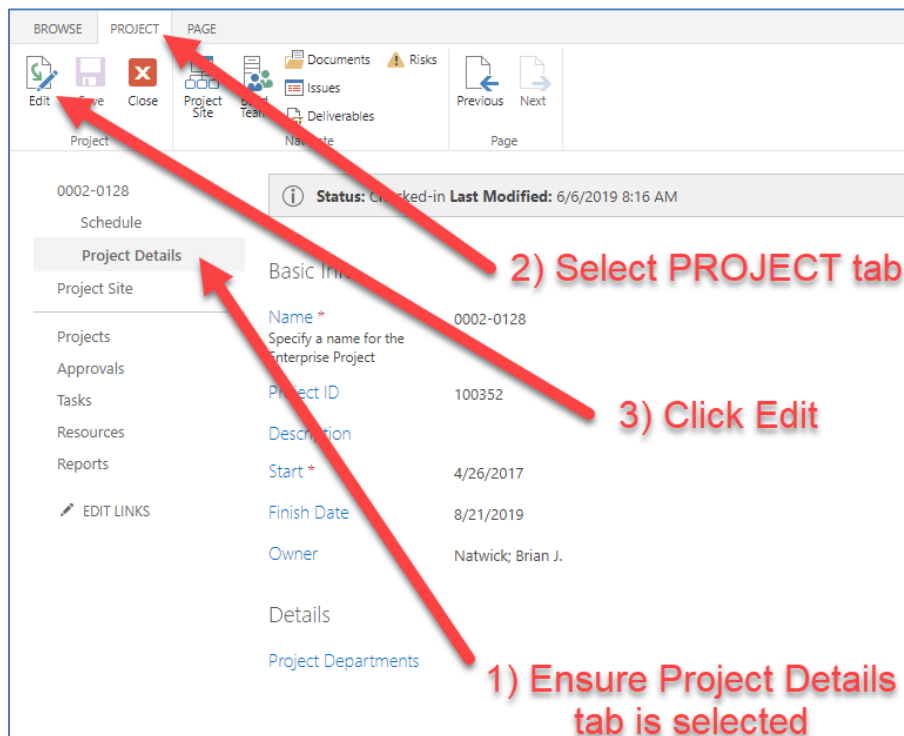 BROWSE PROJECT PAGE
Documents Risks
Issues
Deliverables
Edit Close Project Site Previous Next
Project Page
0002-0128
Schedule
Project Details
Project Site
Projects
Approvals
Tasks
Resources
Reports
EDIT LINKS
Status: Checked-in Last Modified: 6/6/2019 8:16 AM
Basic
Name * 0002-0128
Specify a name for the
Enterprise Project
Project ID 100352
Description
Start * 4/26/2017
Finish Date 8/21/2019
Owner Natwick; Brian J.
Details
Project Departments
2) Select PROJECT tab
3) Click Edit
1) Ensure Project Details
tab is selected